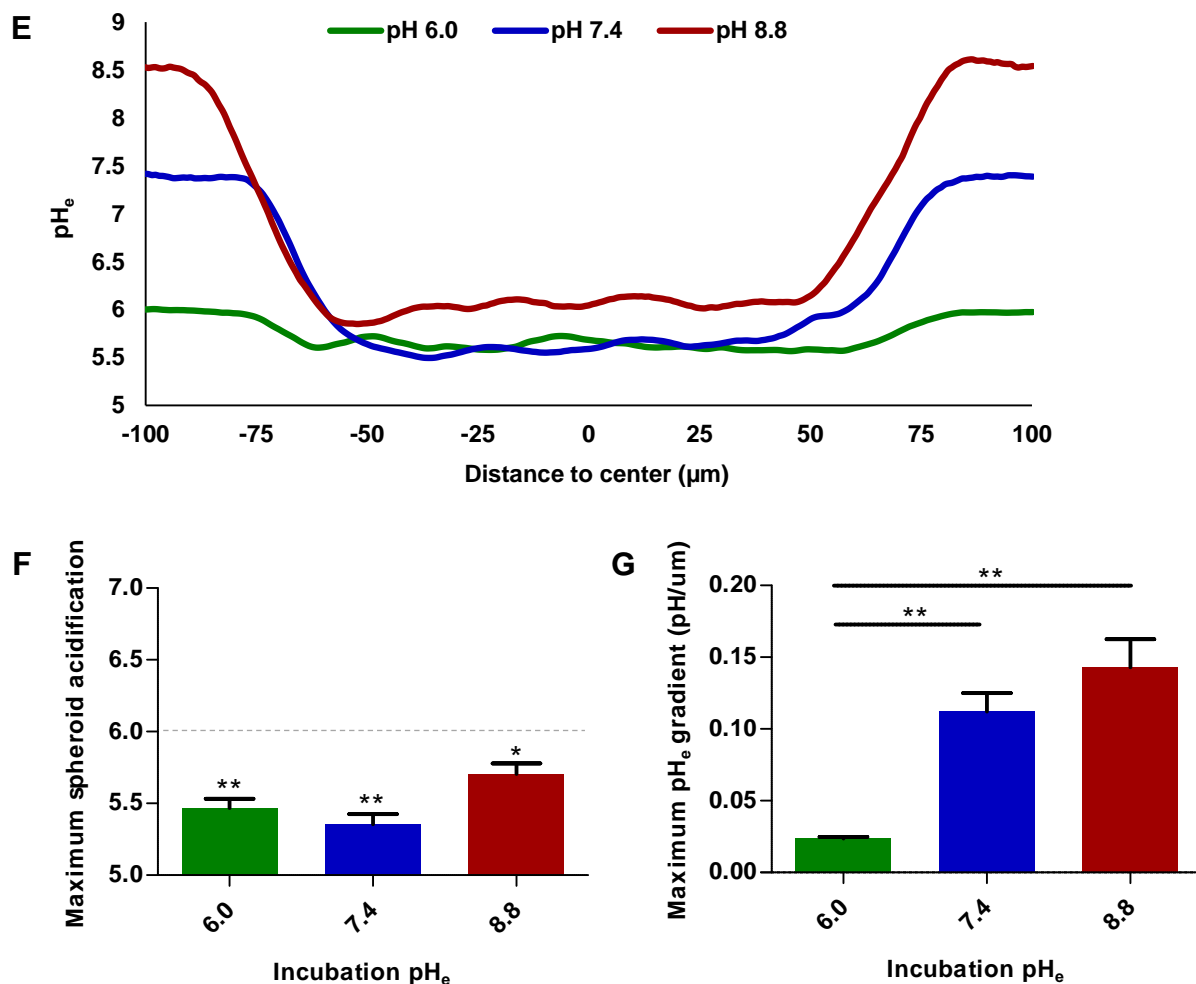 E
pH 6.0 pH 7.4 pH 8.8
9
8.5
8
7.5
7
6.5
6
5.5
5
pHe
-100 -75 -50 -25 0 25 50 75 100
Distance to center (µm)
F
Maximum spheroid acidification
7.0
6.5
6.0
5.5
5.0
** ** *
6.0 7.4 8.8
Incubation pHe
G
Maximum pHe gradient (pH/um)
0.20
0.15
0.10
0.05
0.00
**
**
6.0 7.4 8.8
Incubation pHe